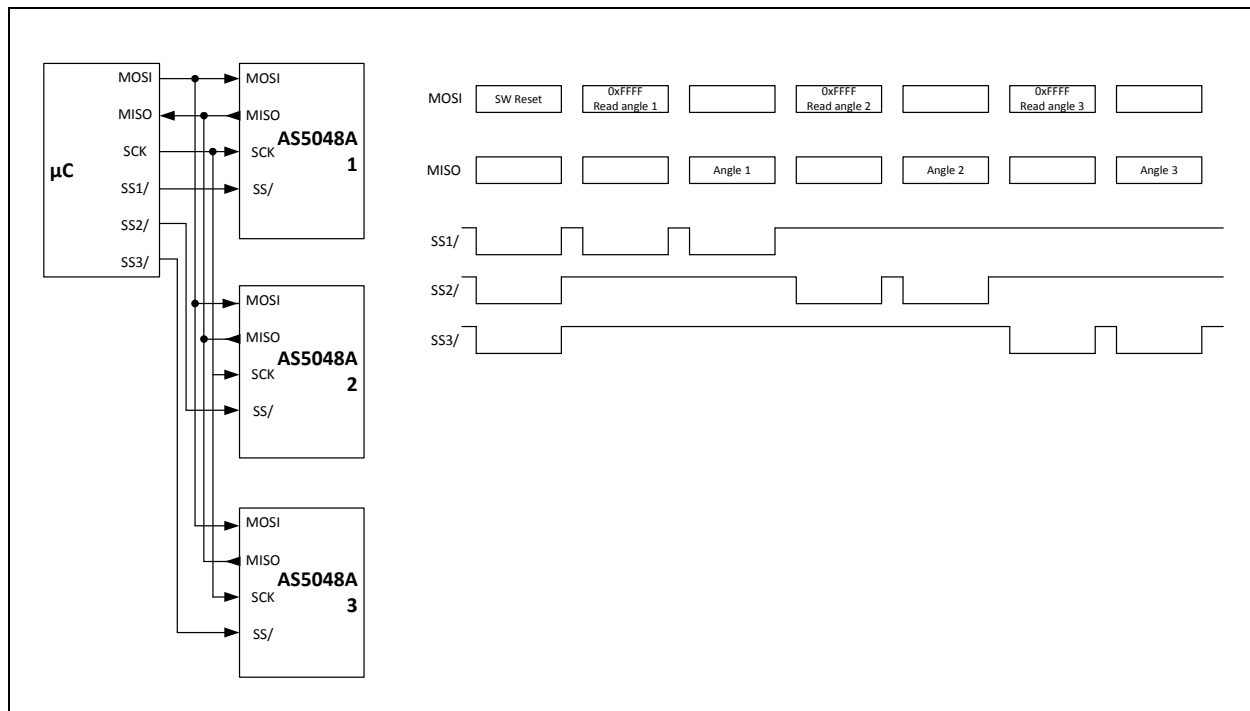 µC
MOSI
MISO
SCK
SS1/
SS2/
SS3/
MOSI
MISO
AS5048A
SCK
1
SS/
MOSI
MISO
AS5048A
SCK
2
SS/
MOSI
MISO
AS5048A
SCK
3
SS/
MOSI
SW Reset
0xFFFF
Read angle 1
0xFFFF
Read angle 2
0xFFFF
Read angle 3
MISO
Angle 1
Angle 2
Angle 3
SS1/
SS2/
SS3/